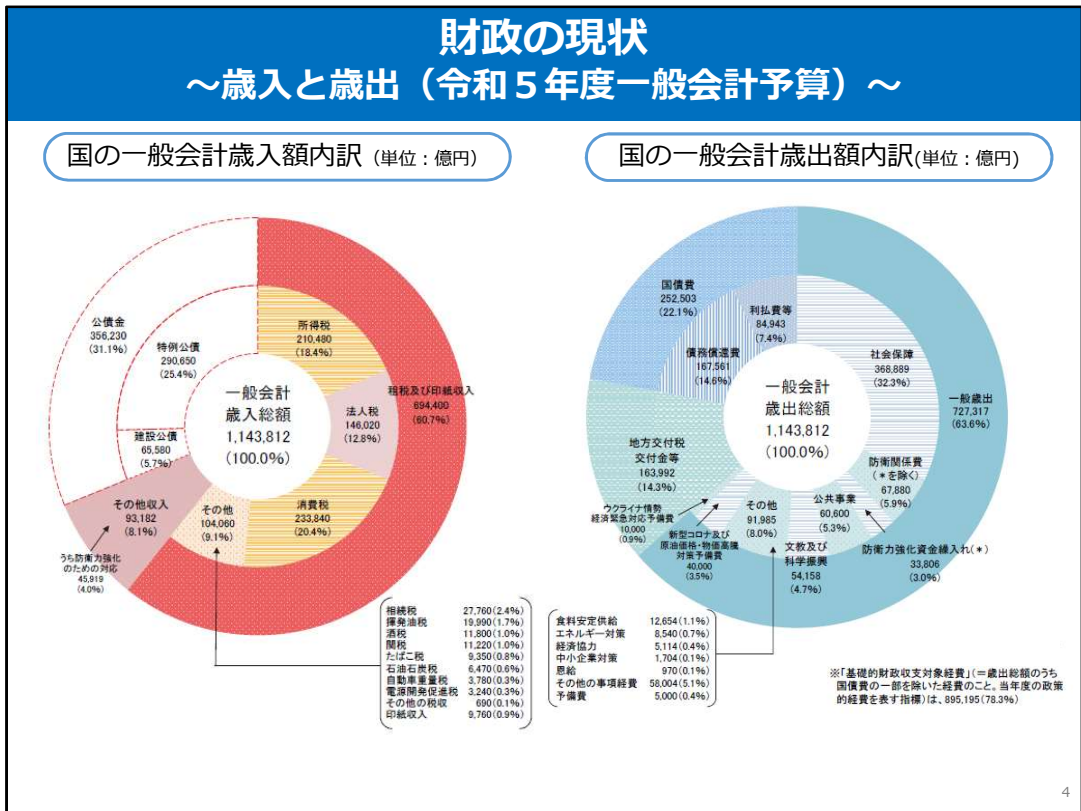 財政の現状
～歳入と歳出（令和５年度一般会計予算）～
国の一般会計歳入額内訳（単位：億円）
公債金
356,230
(31.1%)
特例公債
290,650
(25.4%)
建設公債
65,580
(5.7%)
その他収入
93,182
(8.1%)
うち防衛力強化
のための対応
45,919
(4.0%)
一般会計
歳入総額
1,143,812
(100.0%)
所得税
210,480
(18.4%)
法人税
146,020
(12.8%)
消費税
233,840
(20.4%)
その他
104,060
(9.1%)
租税及び印紙収入
694,400
(60.7%)
相続税 27,760(2.4%)
揮発油税 19,990(1.7%)
酒税 11,800(1.0%)
関税 11,220(1.0%)
たばこ税 9,350(0.8%)
石油石炭税 6,470(0.6%)
自動車重量税 3,780(0.3%)
電源開発促進税 3,240(0.3%)
その他の税収 690(0.1%)
印紙収入 9,760(0.9%)
国の一般会計歳出額内訳(単位：億円)
国債費
252,503
(22.1%)
利払費等
84,943
(7.4%)
債務償還費
167,561
(14.6%)
地方交付税
交付金等
163,992
(14.3%)
ウクライナ情勢
経済緊急対応予備費
10,000
(0.9%)
新型コロナ及び
原油価格・物価高騰
対策予備費
40,000
(3.5%)
一般会計
歳出総額
1,143,812
(100.0%)
社会保障
368,889
(32.3%)
一般歳出
727,317
(63.6%)
防衛関係費
(＊を除く)
67,880
(5.9%)
公共事業
60,600
(5.3%)
防衛力強化資金繰入れ(＊)
33,806
(3.0%)
文教及び
科学振興
54,158
(4.7%)
その他
91,985
(8.0%)
食料安定供給 12,654(1.1%)
エネルギー対策 8,540(0.7%)
経済協力 5,114(0.4%)
中小企業対策 1,704(0.1%)
恩給 970(0.1%)
その他の事項経費 58,004(5.1%)
予備費 5,000(0.4%)
※「基礎的財政収支対象経費」(＝歳出総額のうち
国債費の一部を除いた経費のこと。当年度の政策
的経費を表す指標)は、895,195(78.3%)
4